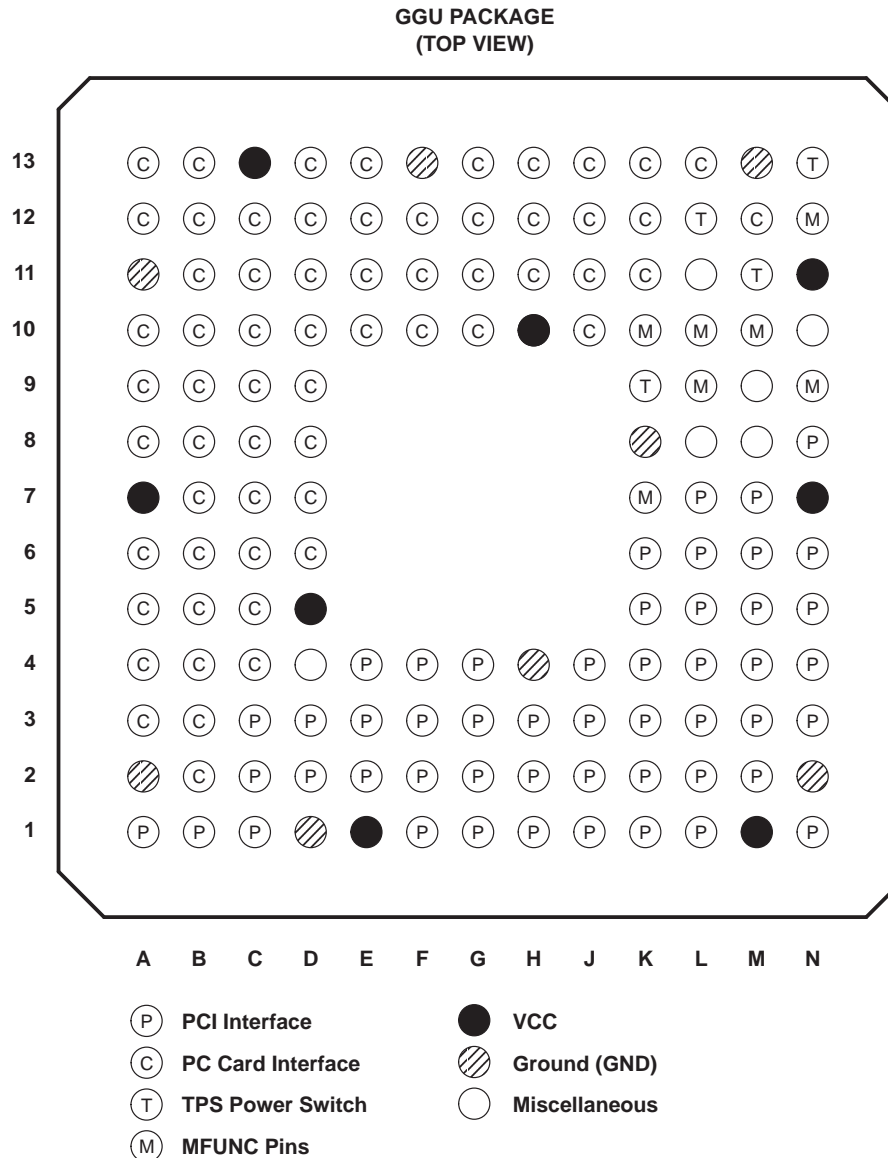 GGU PACKAGE
(TOP VIEW)
13 C C C C C C C C C T
12 C C C C C C C C C C T C M
11 C C C C C C C C C T
10 C C C C C C C C M M M
9 C C C C T M M
8 C C C C P
7 C C C M P P
6 C C C C P P P P
5 C C C P P P P
4 C C C P P P P P P P P
3 C C P P P P P P P P P P P
2 C P P P P P P P P P P
1 P P P P P P P P P P
A B C D E F G H J K L M N
P PCI Interface VCC
C PC Card Interface Ground (GND)
T TPS Power Switch Miscellaneous
M MFUNC Pins